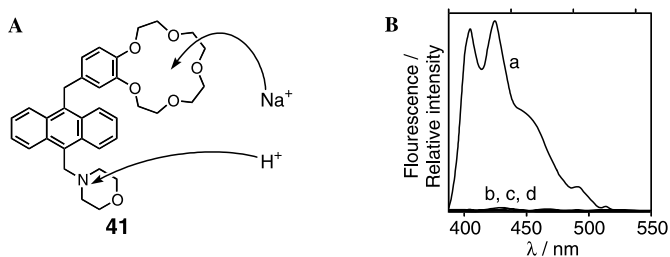 A
O
O
O
O
O
Na+
H+
N
O
41
B
Flourescence /
Relative intensity
a
b, c, d
400 450 500 550
λ / nm